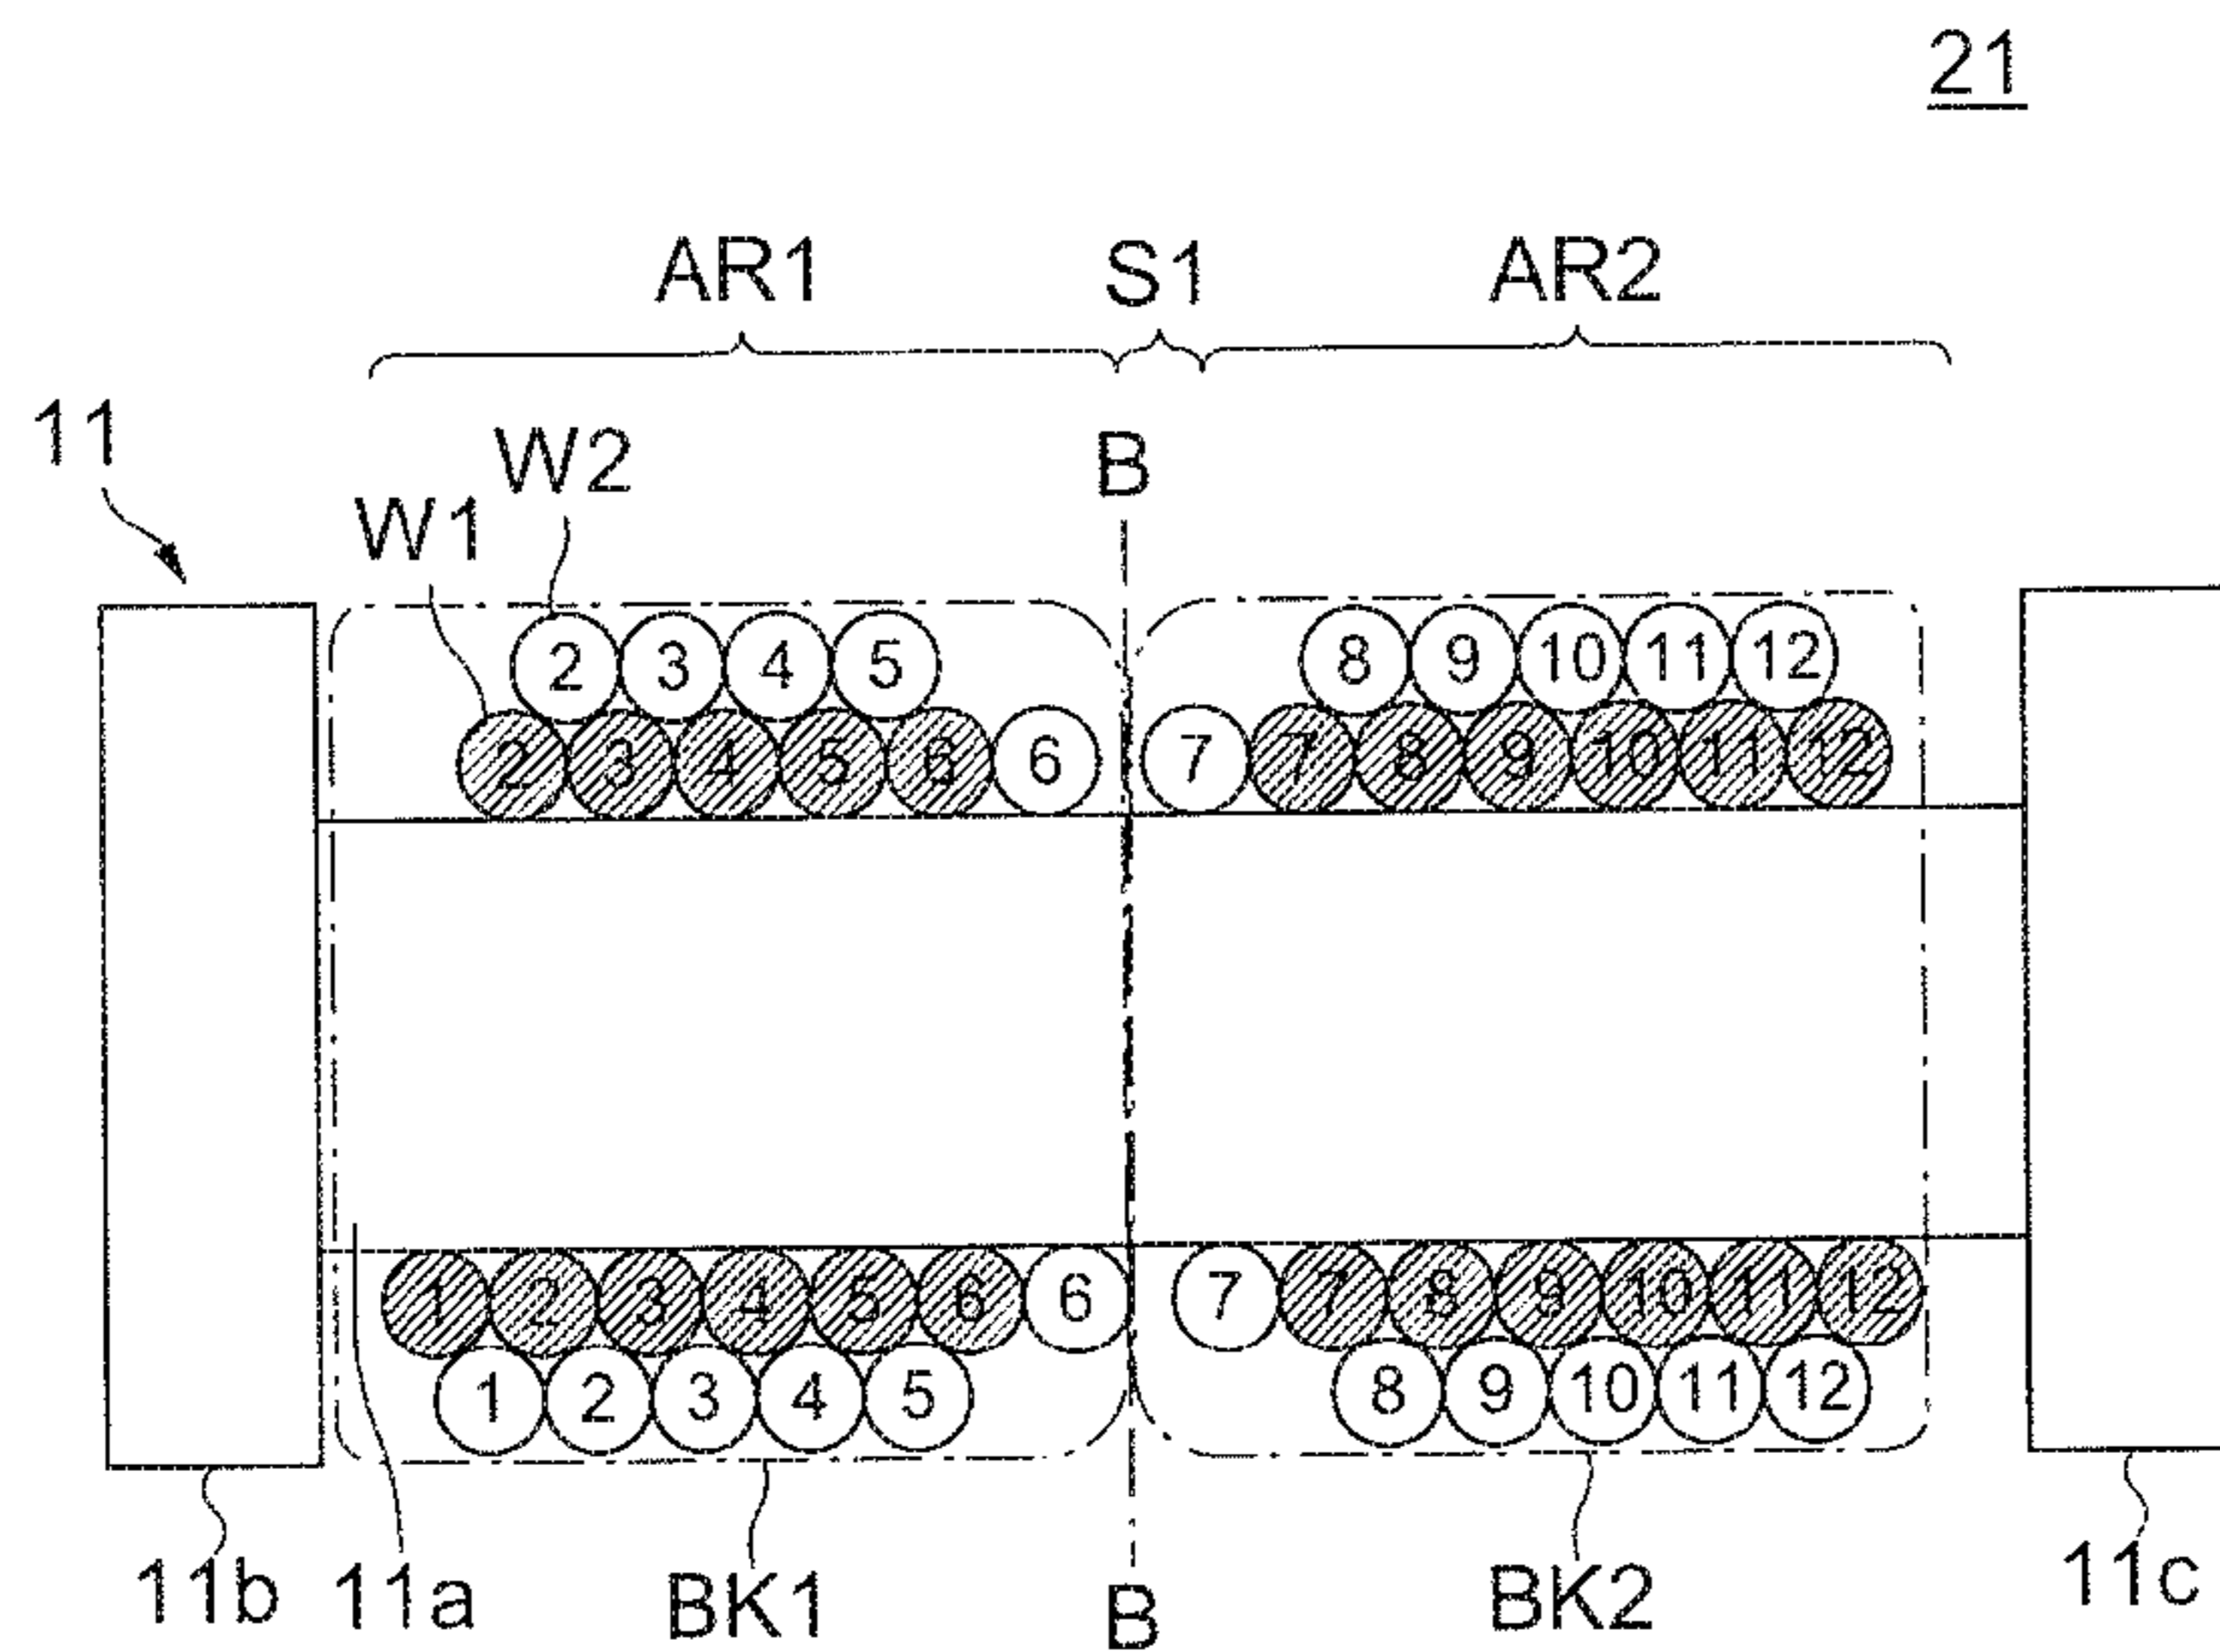 21
AR1 S1 AR2
11 W2 B
W1
2 3 4 5 8 9 10 11 12
2 3 4 5 6 6 7 7 8 9 10 11 12
1 2 3 4 5 6 6 7 7 8 9 10 11 12
1 2 3 4 5 8 9 10 11 12
11b 11a BK1 B BK2 11c